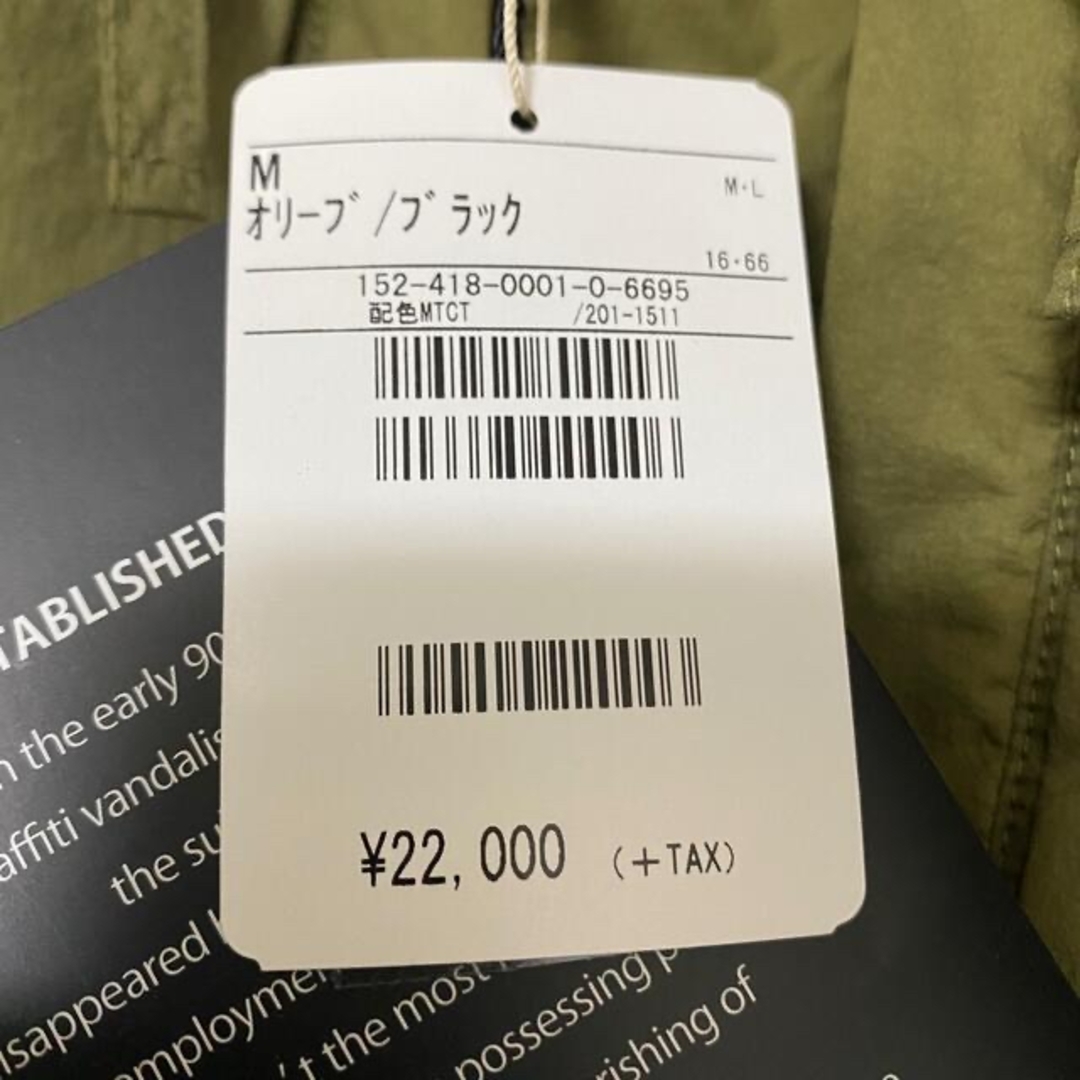 M
M・L
オリーブ/ブラック
16・66
152-418-0001-0-6695
配色MTCT /201-1511
¥22,000 (+TAX)
TABLISHED
the early 90
affiti vandalis
the su
isappeared
employmen
't the most
possessing p
rishing of